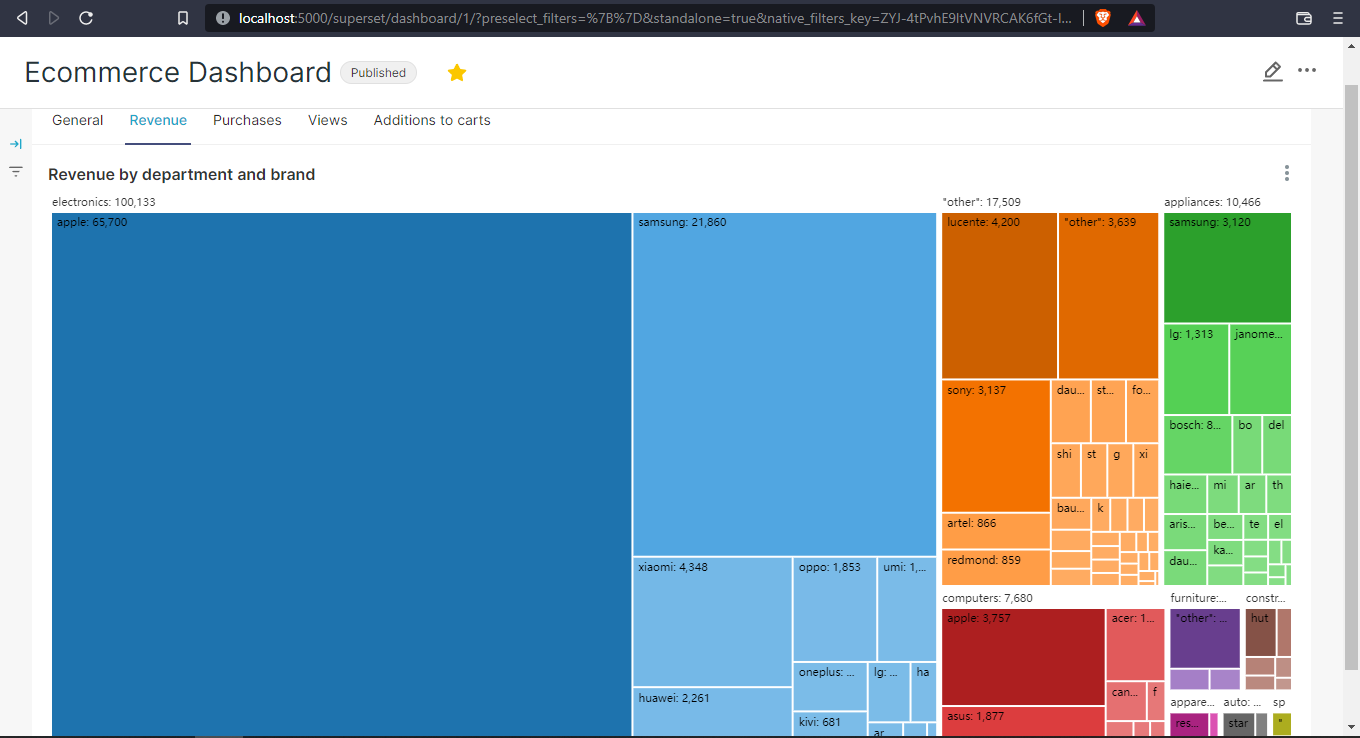 localhost:5000/superset/dashboard/1/?preselect_filters=%7B%7D&standalone=true&native_filters_key=ZYJ-4tPvhE9ltVNVRCAK6fGt-I...
Ecommerce Dashboard Published
General Revenue Purchases Views Additions to carts
Revenue by department and brand
electronics: 100,133
apple: 65,700
samsung: 21,860
xiaomi: 4,348
oppo: 1,853
umi: 1,...
huawei: 2,261
oneplus: ...
lg: ...
ha
kivi: 681
ar
"other": 17,509
lucente: 4,200
"other": 3,639
sony: 3,137
dau...
st...
fo...
shi
st
g
xi
artel: 866
bau...
k
redmond: 859
appliances: 10,466
samsung: 3,120
lg: 1,313
janome...
bosch: 8...
bo
del
haie...
mi
ar
th
aris...
be...
te
el
dau...
ka...
computers: 7,680
apple: 3,757
acer: 1...
can...
f
asus: 1,877
furniture:...
"other": ...
constr...
hut
appare...
res...
auto: ...
star
sp
"